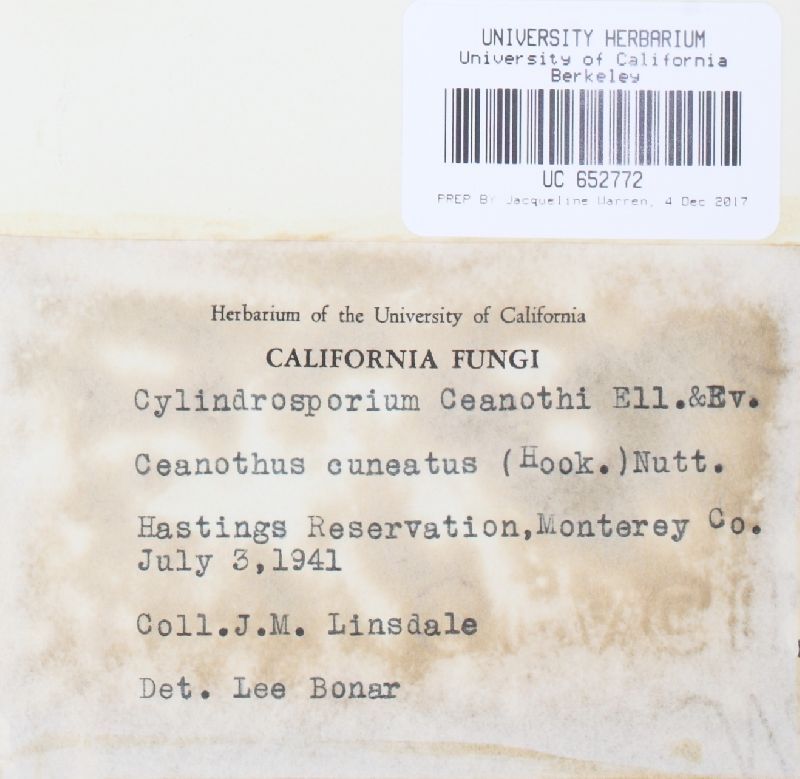 UNIVERSITY HERBARIUM
University of California
Berkeley
UC 652772
PREP BY Jacqueline Warren, 4 Dec 2017
Herbarium of the University of California
CALIFORNIA FUNGI
Cylindrosporium Ceanothi Ell.&Ev.
Ceanothus cuneatus (Hook.)Nutt.
Hastings Reservation,Monterey Co.
July 3,1941
Coll.J.M. Linsdale
Det. Lee Bonar